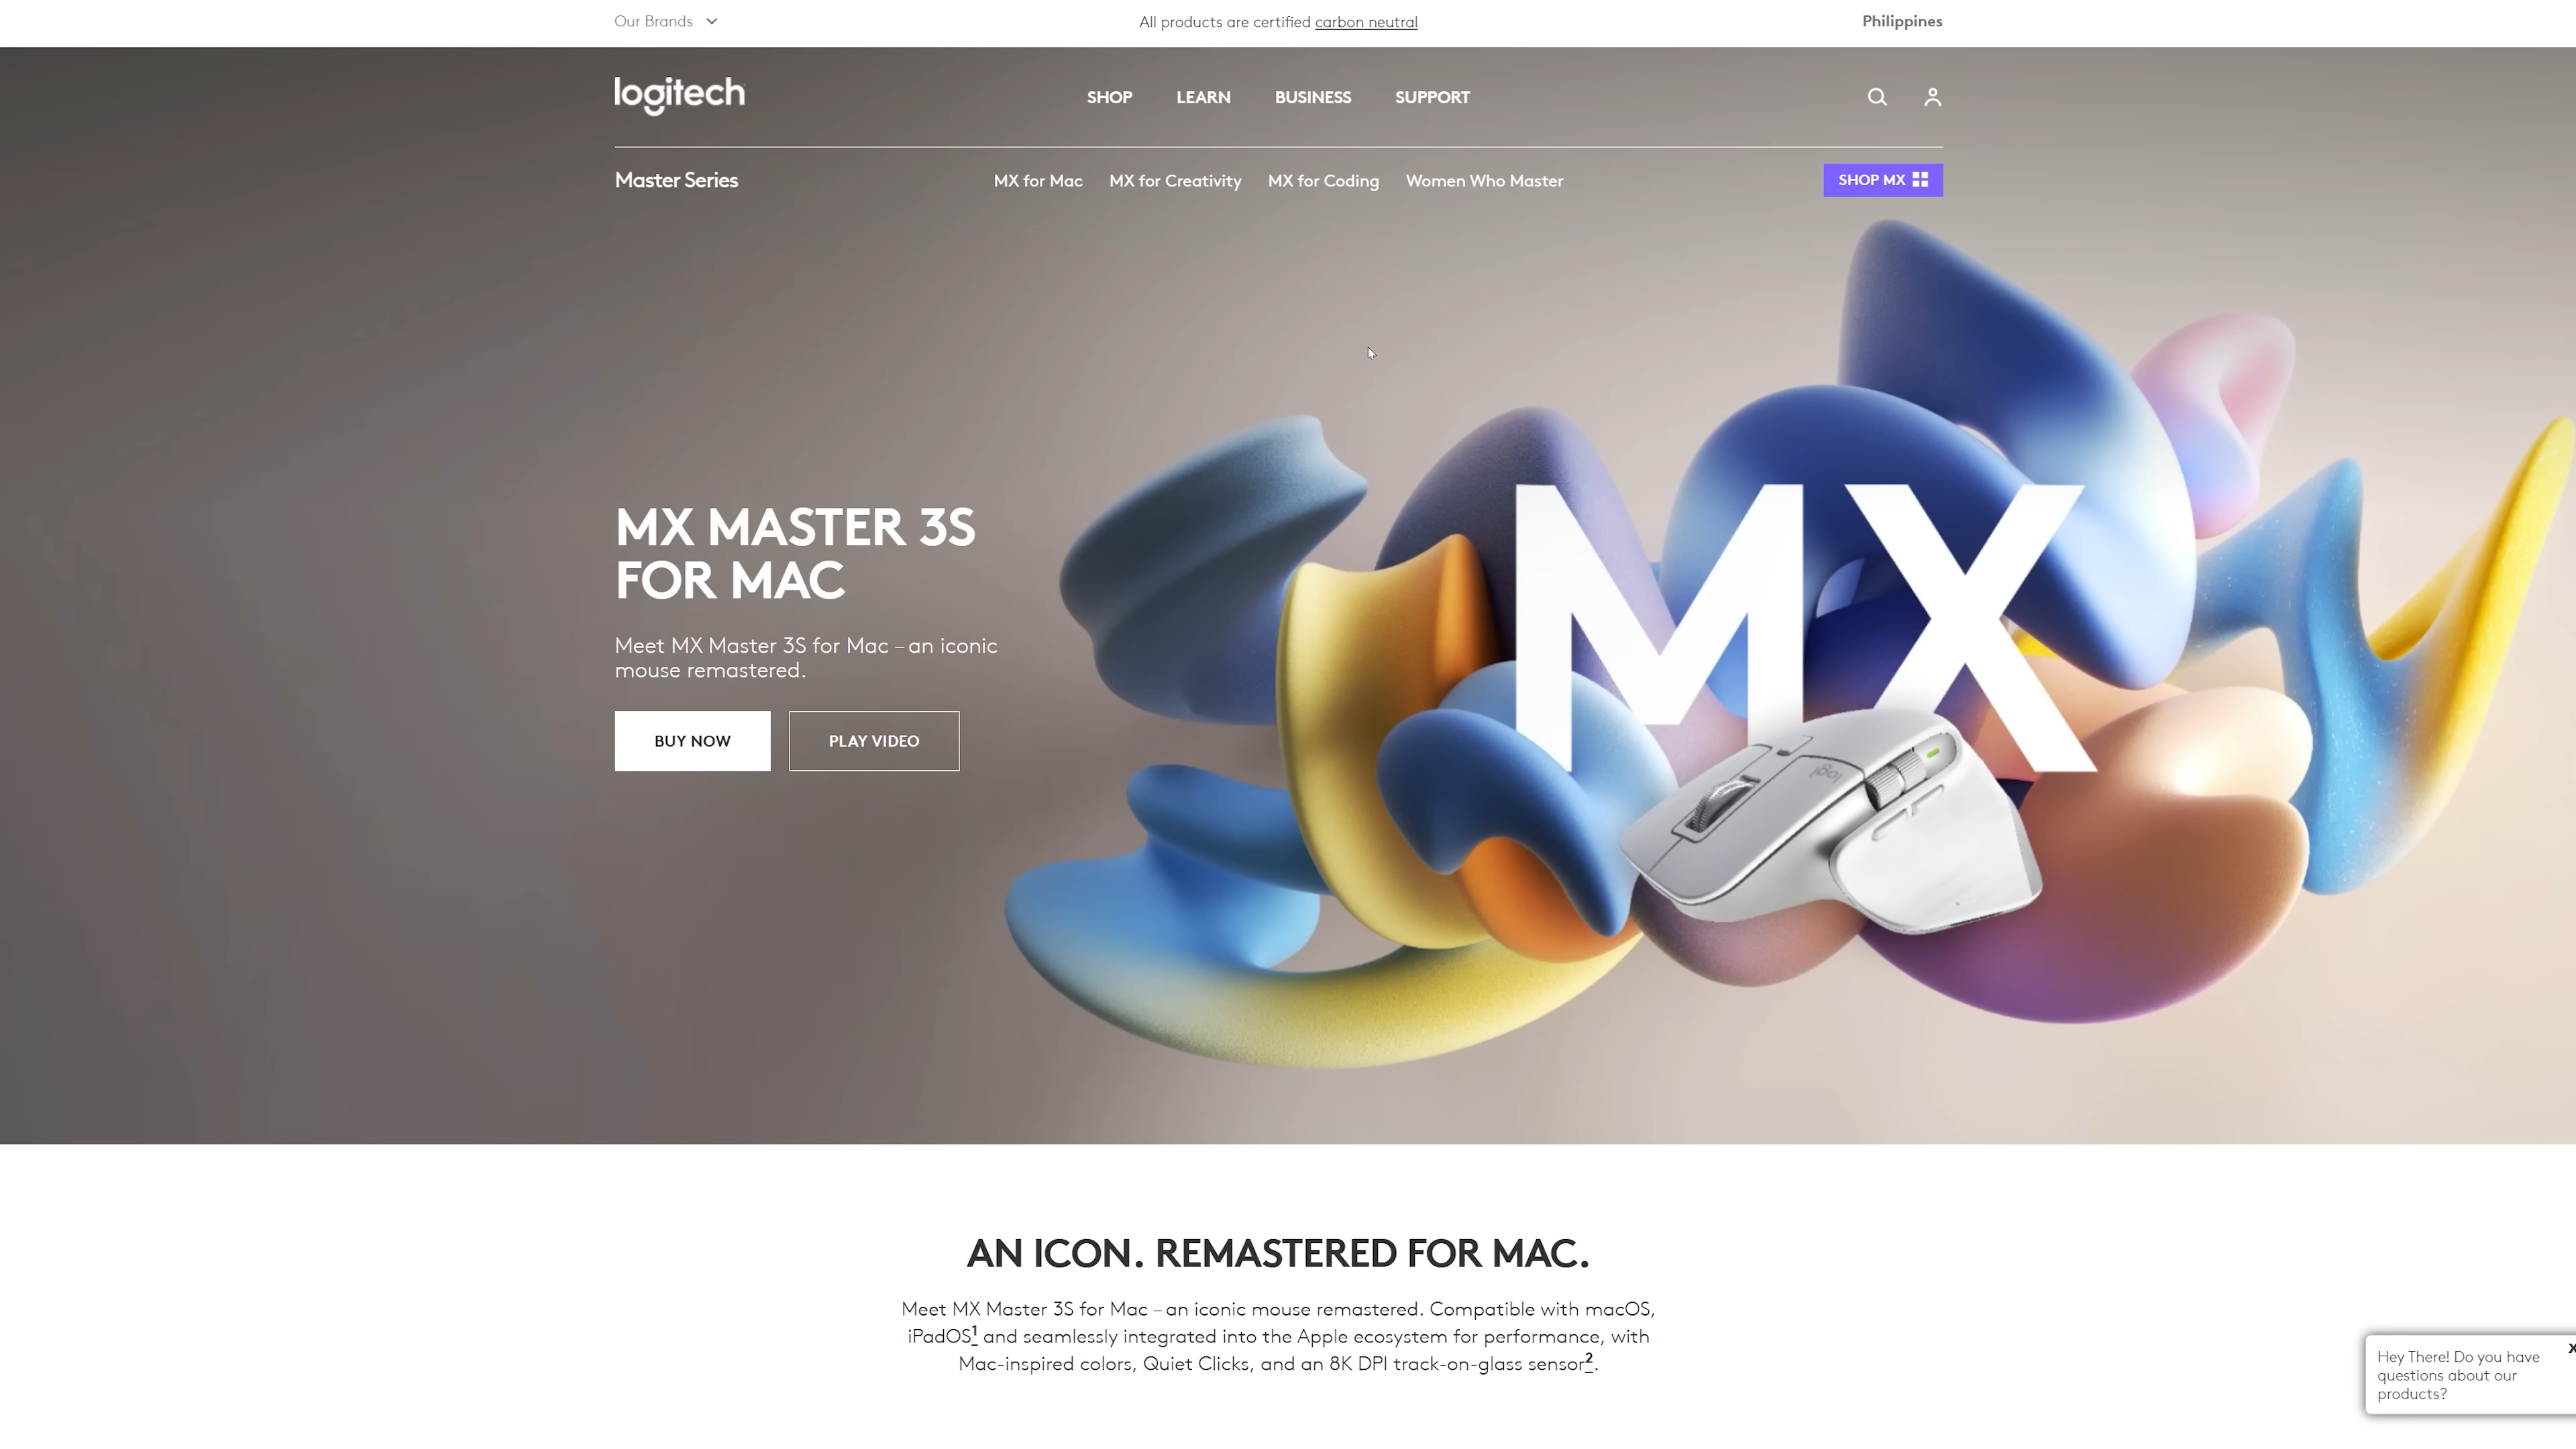 Our Brands
All products are certified carbon neutral
Philippines
logitech
SHOP
LEARN
BUSINESS
SUPPORT
Master Series
MX for Mac
MX for Creativity
MX for Coding
Women Who Master
SHOP MX
MX
logi
MX MASTER 3S
FOR MAC
Meet MX Master 3S for Mac – an iconic
mouse remastered.
BUY NOW
PLAY VIDEO
AN ICON. REMASTERED FOR MAC.
Meet MX Master 3S for Mac – an iconic mouse remastered. Compatible with macOS,
iPadOS1 and seamlessly integrated into the Apple ecosystem for performance, with
Mac-inspired colors, Quiet Clicks, and an 8K DPI track-on-glass sensor2.
X
Hey There! Do you have
questions about our
products?